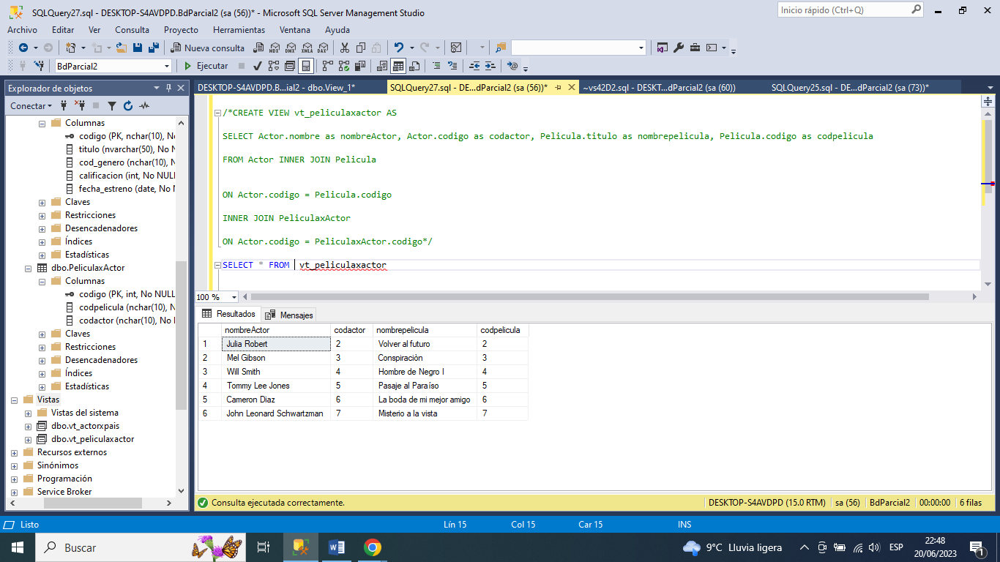 SQLQuery27.sql - DESKTOP-S4AVDPD.BdParcial2 (sa (56))* - Microsoft SQL Server Management Studio
Inicio rápido (Ctrl+Q)
Archivo Editar Ver Consulta Proyecto Herramientas Ventana Ayuda
Nueva consulta
MDX DMX XMLA DAX
BdParcial2
Ejecutar
Explorador de objetos
DESKTOP-S4AVDPD.B...ial2 - dbo.View_1*
SQLQuery27.sql - DE...dParcial2 (sa (56))*
~vs42D2.sql - DESKT...dParcial2 (sa (60))
SQLQuery25.sql - DE...dParcial2 (sa (73))*
Conectar
Columnas
codigo (PK, nchar(10), No
titulo (nvarchar(50), No N
cod_genero (nchar(10), N
calificacion (int, No NULL
fecha_estreno (date, No
Claves
Restricciones
Desencadenadores
Índices
Estadísticas
dbo.PeliculaxActor
Columnas
codigo (PK, int, No NULL
codpelicula (nchar(10), N
codactor (nchar(10), No
Claves
Restricciones
Desencadenadores
Índices
Estadísticas
Vistas
Vistas del sistema
dbo.vt_actorxpais
dbo.vt_peliculaxactor
Recursos externos
Sinónimos
Programación
Service Broker
/*CREATE VIEW vt_peliculaxactor AS
SELECT Actor.nombre as nombreActor, Actor.codigo as codactor, Pelicula.titulo as nombrepelicula, Pelicula.codigo as codpelicula
FROM Actor INNER JOIN Pelicula
ON Actor.codigo = Pelicula.codigo
INNER JOIN PeliculaxActor
ON Actor.codigo = PeliculaxActor.codigo*/
SELECT * FROM vt_peliculaxactor
100 %
Resultados Mensajes
nombreActor codactor nombrepelicula codpelicula
1 Julia Robert 2 Volver al futuro 2
2 Mel Gibson 3 Conspiraciòn 3
3 Will Smith 4 Hombre de Negro I 4
4 Tommy Lee Jones 5 Pasaje al Paraíso 5
5 Cameron Diaz 6 La boda de mi mejor amigo 6
6 John Leonard Schwartzman 7 Misterio a la vista 7
Consulta ejecutada correctamente.
DESKTOP-S4AVDPD (15.0 RTM) sa (56) BdParcial2 00:00:00 6 filas
Listo
Lín 15 Col 15 Car 15 INS
Buscar
9°C Lluvia ligera
ESP
22:48
20/06/2023
1